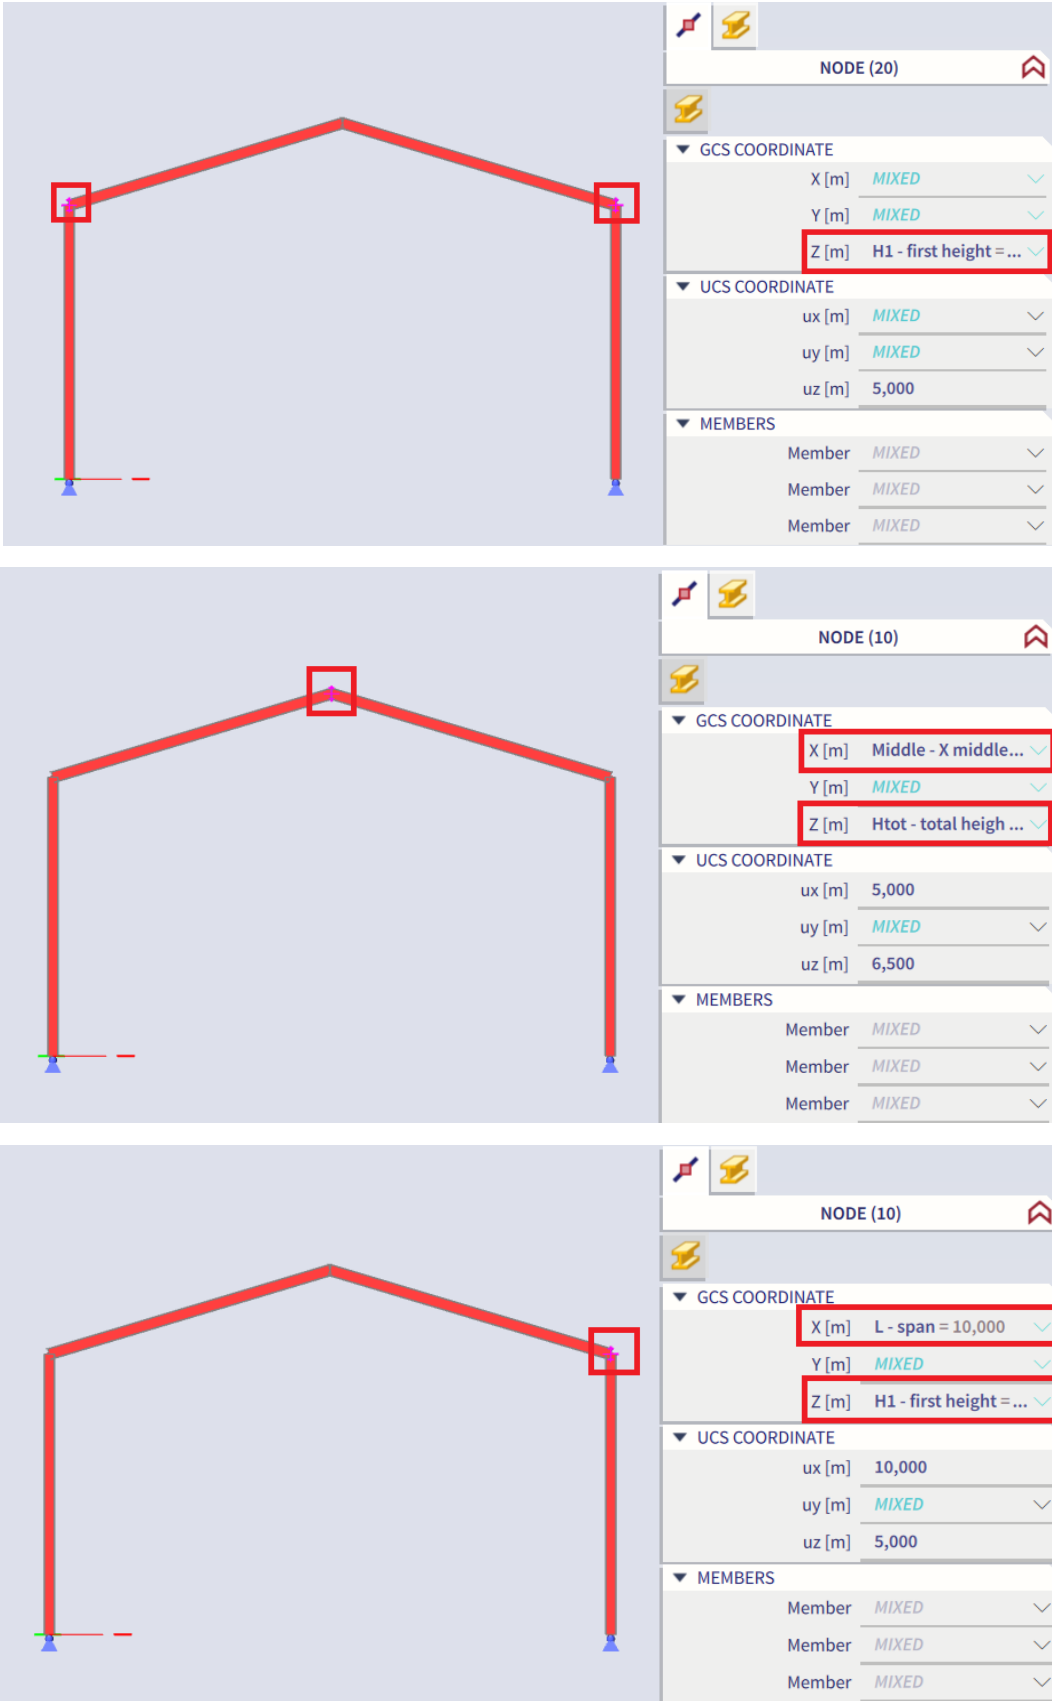 NODE (20)
GCS COORDINATE
X [m] MIXED
Y [m] MIXED
Z [m] H1 - first height = ...
UCS COORDINATE
ux [m] MIXED
uy [m] MIXED
uz [m] 5,000
MEMBERS
Member MIXED
Member MIXED
Member MIXED
NODE (10)
GCS COORDINATE
X [m] Middle - X middle...
Y [m] MIXED
Z [m] Htot - total heigh ...
UCS COORDINATE
ux [m] 5,000
uy [m] MIXED
uz [m] 6,500
MEMBERS
Member MIXED
Member MIXED
Member MIXED
NODE (10)
GCS COORDINATE
X [m] L - span = 10,000
Y [m] MIXED
Z [m] H1 - first height = ...
UCS COORDINATE
ux [m] 10,000
uy [m] MIXED
uz [m] 5,000
MEMBERS
Member MIXED
Member MIXED
Member MIXED